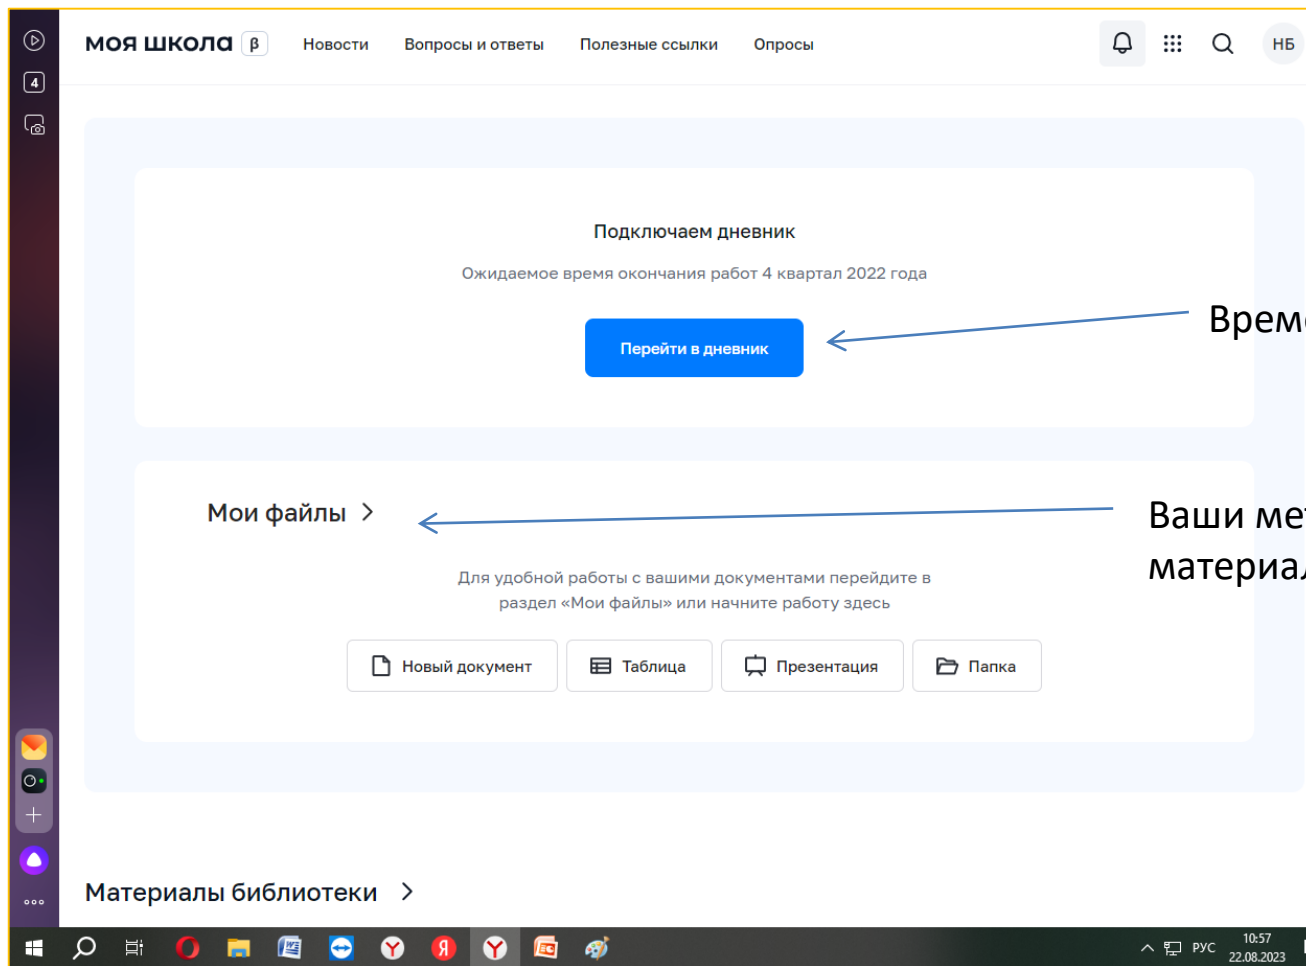 моя школа β Новости Вопросы и ответы Полезные ссылки Опросы НБ
4
Подключаем дневник
Ожидаемое время окончания работ 4 квартал 2022 года
Перейти в дневник
Мои файлы >
Для удобной работы с вашими документами перейдите в
раздел «Мои файлы» или начните работу здесь
Новый документ Таблица Презентация Папка
Ваши
Материалы библиотеки >
РУС 10:57
22.08.2023